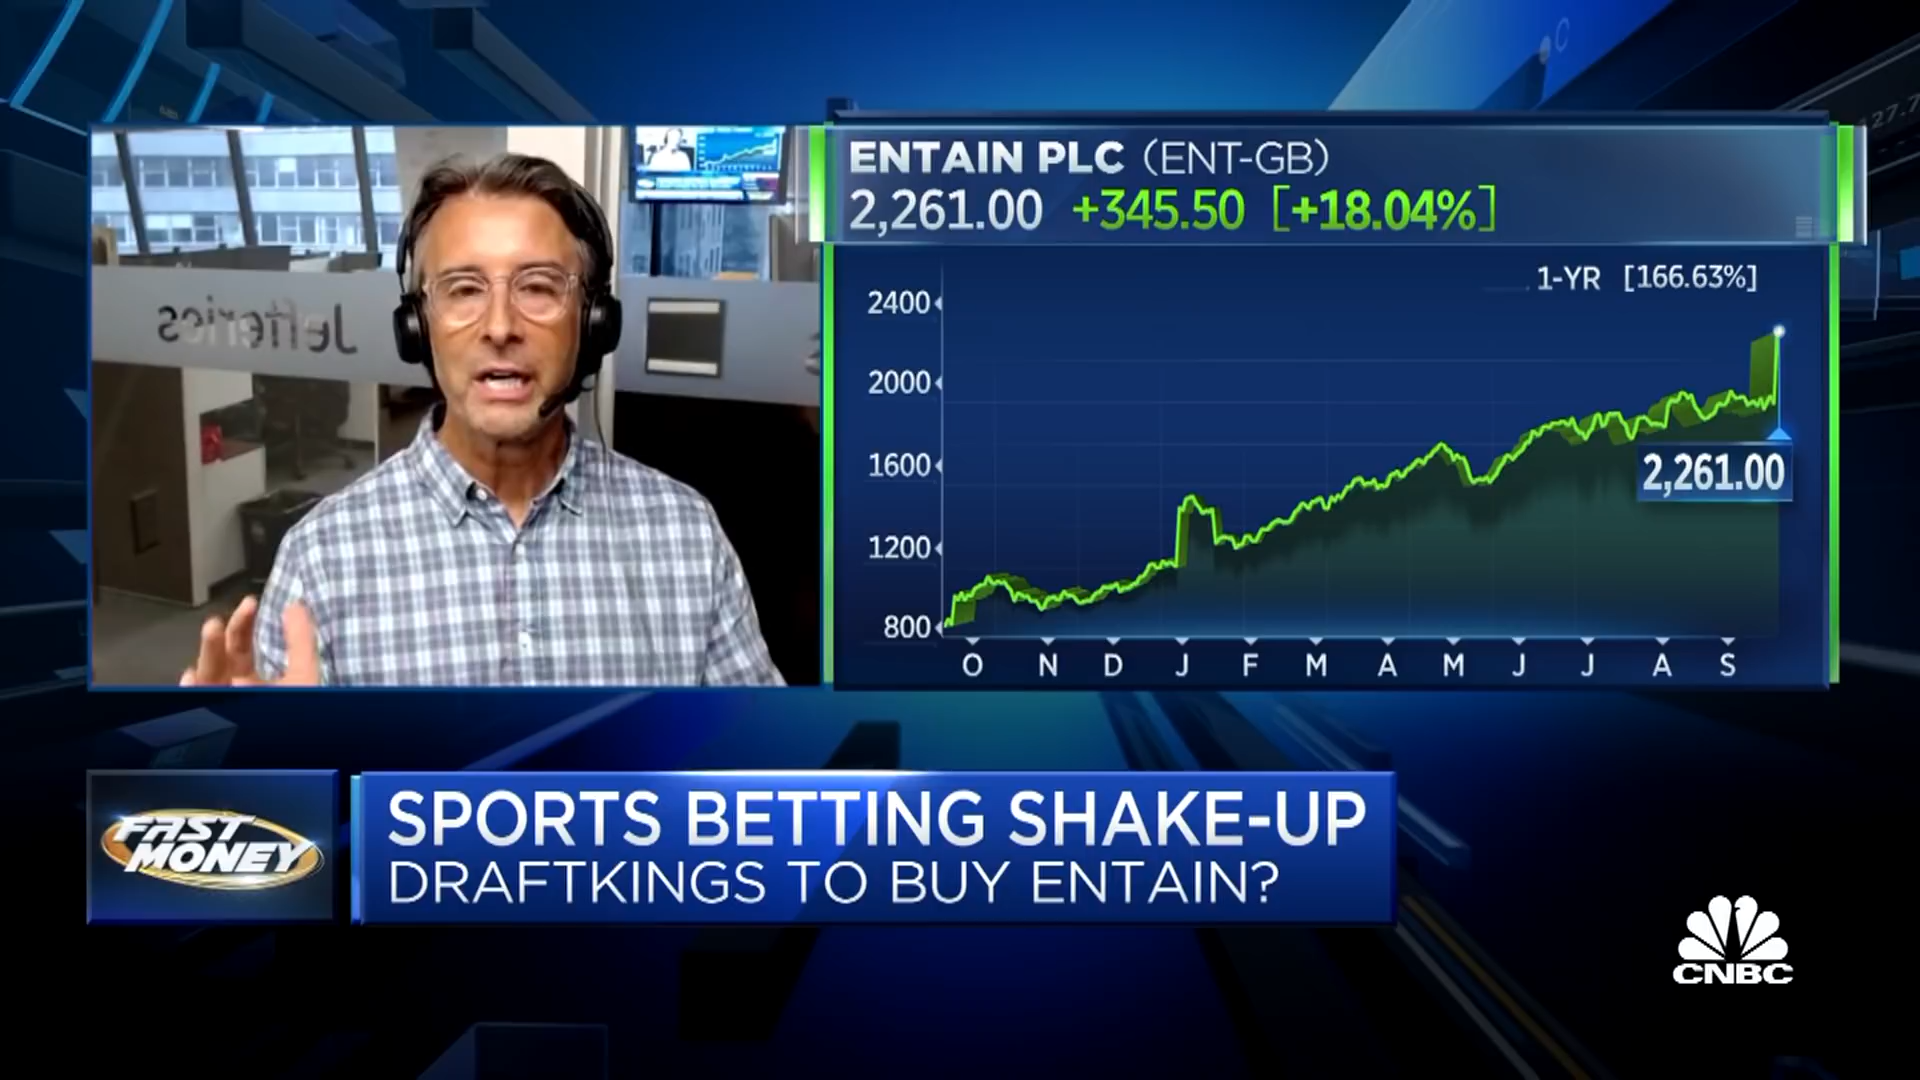 ENTAIN PLC (ENT-GB)
2,261.00 +345.50 [+18.04%]
1-YR [166.63%]
2400
2000
1600
1200
800
2,261.00
O N D J F M A M J J A S
Jefferies
FAST
MONEY
SPORTS BETTING SHAKE-UP
DRAFTKINGS TO BUY ENTAIN?
CNBC